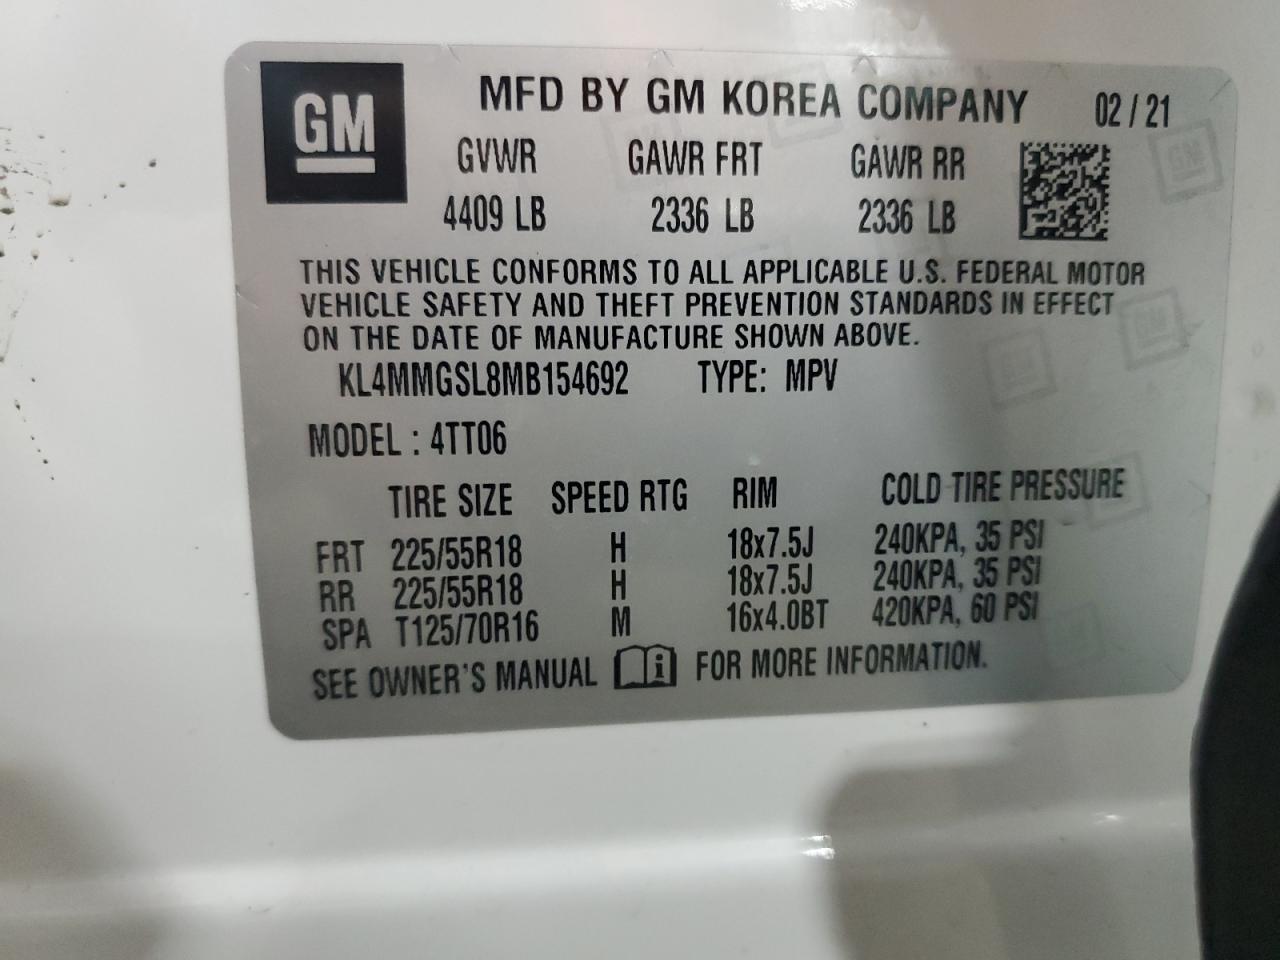 GM
MFD BY GM KOREA COMPANY 02 / 21
GVWR GAWR FRT GAWR RR
4409 LB 2336 LB 2336 LB
THIS VEHICLE CONFORMS TO ALL APPLICABLE U.S. FEDERAL MOTOR
VEHICLE SAFETY AND THEFT PREVENTION STANDARDS IN EFFECT
ON THE DATE OF MANUFACTURE SHOWN ABOVE.
KL4MMGSL8MB154692 TYPE: MPV
MODEL : 4TT06
TIRE SIZE SPEED RTG RIM COLD TIRE PRESSURE
FRT 225/55R18 H 18x7.5J 240KPA, 35 PSI
RR 225/55R18 H 18x7.5J 240KPA, 35 PSI
SPA T125/70R16 M 16x4.0BT 420KPA, 60 PSI
SEE OWNER'S MANUAL FOR MORE INFORMATION.